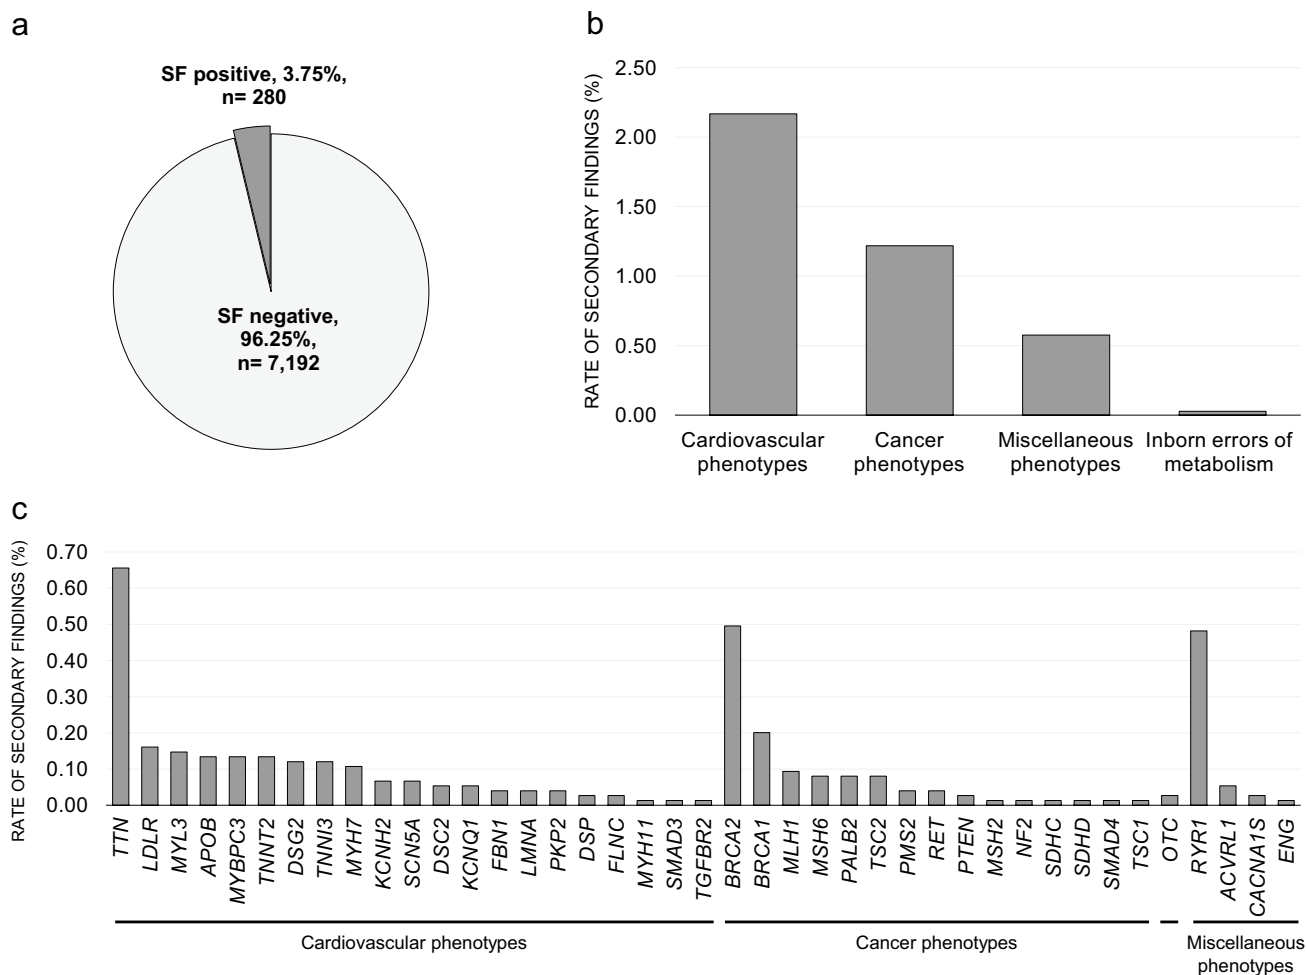 a
SF positive, 3.75%,
n= 280
SF negative,
96.25%,
n= 7,192
b
RATE OF SECONDARY FINDINGS (%)
2.50
2.00
1.50
1.00
0.50
0.00
Cardiovascular
phenotypes
Cancer
phenotypes
Miscellaneous
phenotypes
Inborn errors of
metabolism
c
RATE OF SECONDARY FINDINGS (%)
0.70
0.60
0.50
0.40
0.30
0.20
0.10
0.00
TTN
LDLR
MYL3
APOB
MYBPC3
TNNT2
DSG2
TNNI3
MYH7
KCNH2
SCN5A
DSC2
KCNQ1
FBN1
LMNA
PKP2
DSP
FLNC
MYH11
SMAD3
TGFBR2
BRCA2
BRCA1
MLH1
MSH6
PALB2
TSC2
PMS2
RET
PTEN
MSH2
NF2
SDHC
SDHD
SMAD4
TSC1
OTC
RYR1
ACVRL1
CACNA1S
ENG
Cardiovascular phenotypes
Cancer phenotypes
Miscellaneous
phenotypes